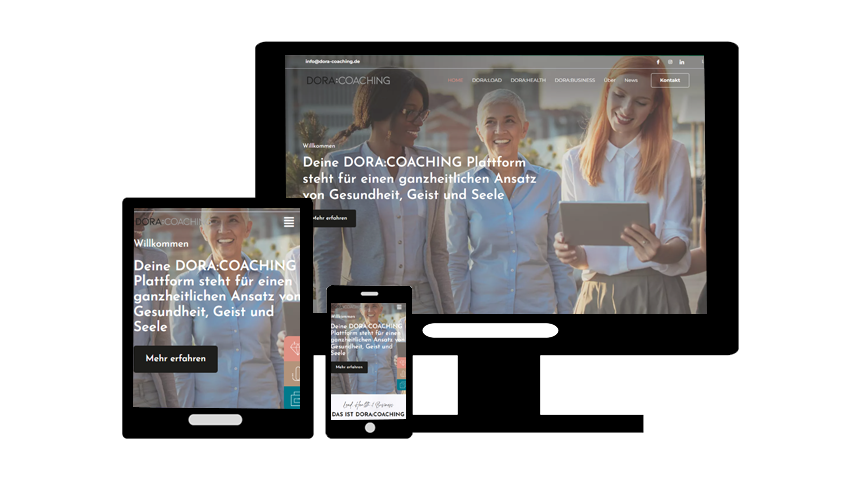 info@dora-coaching.de
DORA:COACHING
HOME DORA:LOAD DORA:HEALTH DORA:BUSINESS Über News Kontakt
Willkommen
Deine DORA:COACHING Plattform
steht für einen ganzheitlichen Ansatz
von Gesundheit, Geist und Seele
Mehr erfahren
DORA:COACHING
Willkommen
Deine DORA:COACHING
Plattform steht für einen
ganzheitlichen Ansatz von
Gesundheit, Geist und
Seele
Mehr erfahren
Willkommen
Deine DORA:COACHING
Plattform steht für einen
ganzheitlichen Ansatz von
Gesundheit, Geist und
Seele
Mehr erfahren
Load, Health & Business
DAS IST DORA:COACHING